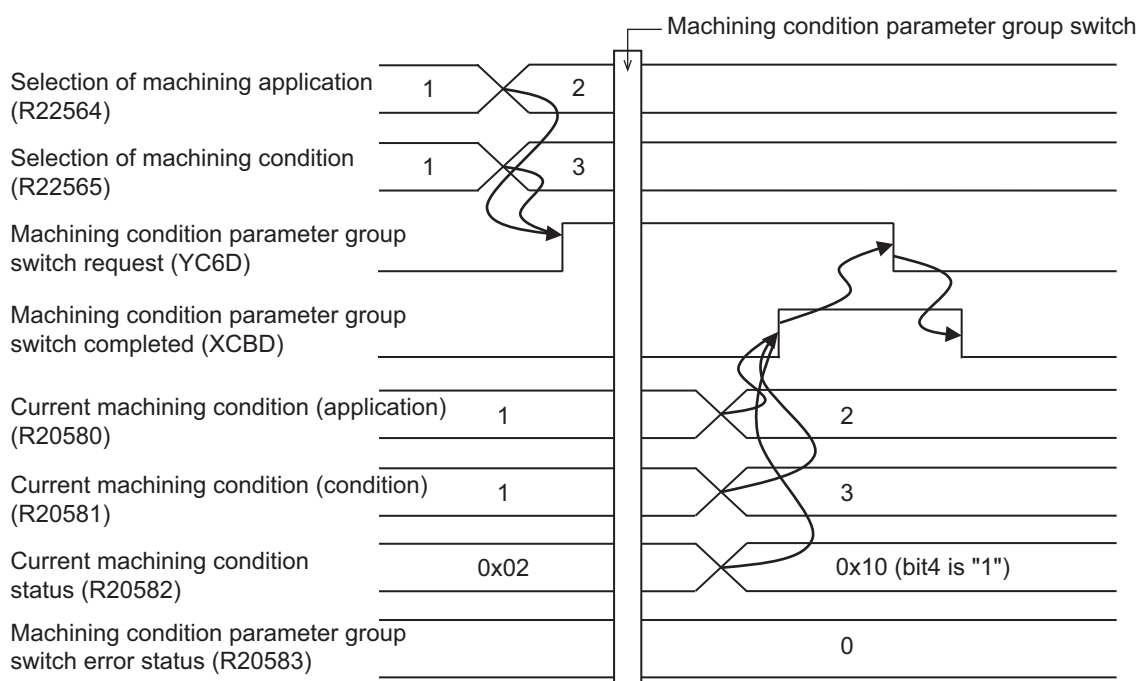 Machining condition parameter group switch
Selection of machining application
(R22564)
1
2
Selection of machining condition
(R22565)
1
3
Machining condition parameter group
switch request (YC6D)
Machining condition parameter group
switch completed (XCBD)
Current machining condition (application)
(R20580)
1
2
Current machining condition (condition)
(R20581)
1
3
Current machining condition
status (R20582)
0x02
0x10 (bit4 is "1")
Machining condition parameter group
switch error status (R20583)
0